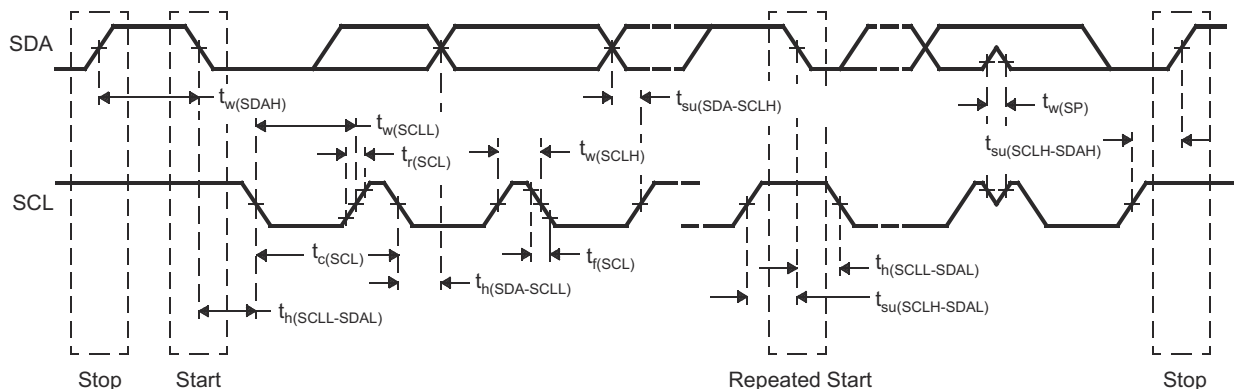 SDA
t_w(SDAH)
t_su(SDA-SCLH)
t_w(SP)
t_w(SCLL)
t_r(SCL)
t_w(SCLH)
t_su(SCLH-SDAH)
SCL
t_c(SCL)
t_f(SCL)
t_h(SCLL-SDAL)
t_h(SDA-SCLL)
t_su(SCLH-SDAL)
t_h(SCLL-SDAL)
Stop
Start
Repeated Start
Stop